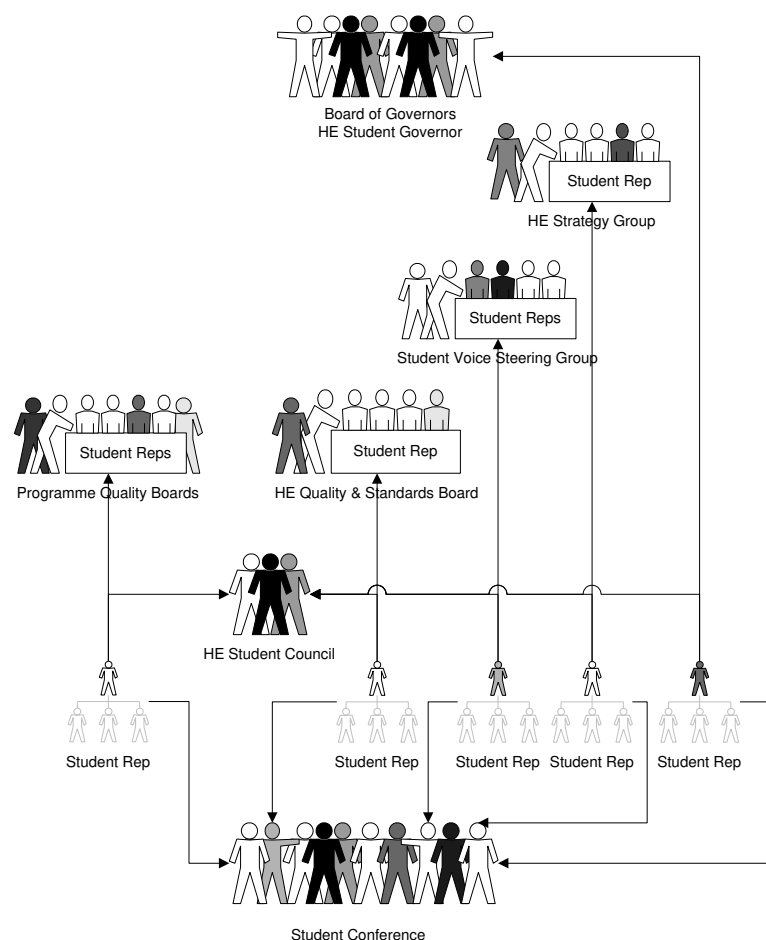 Board of Governors
HE Student Governor
Student Rep
HE Strategy Group
Student Reps
Student Voice Steering Group
Student Reps
Programme Quality Boards
Student Rep
HE Quality & Standards Board
HE Student Council
Student Rep
Student Rep
Student Rep
Student Rep
Student Rep
Student Conference